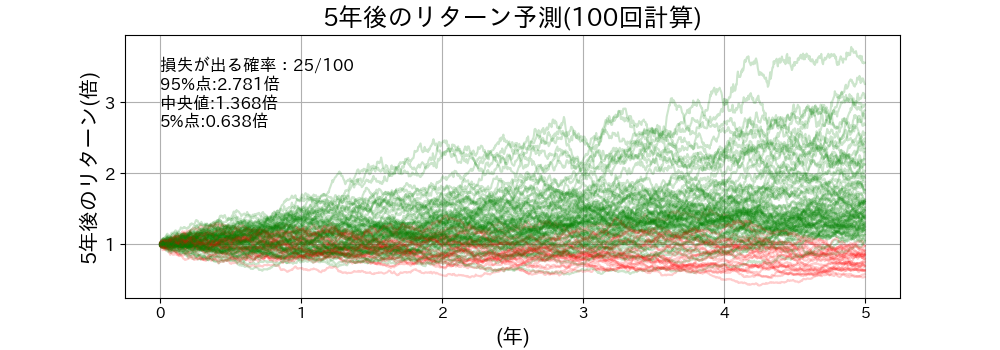 5年後のリターン予測(100回計算)
損失が出る確率：25/100
95%点:2.781倍
中央値:1.368倍
5%点:0.638倍
5年後のリターン(倍)
3
2
1
0 1 2 3 4 5
(年)